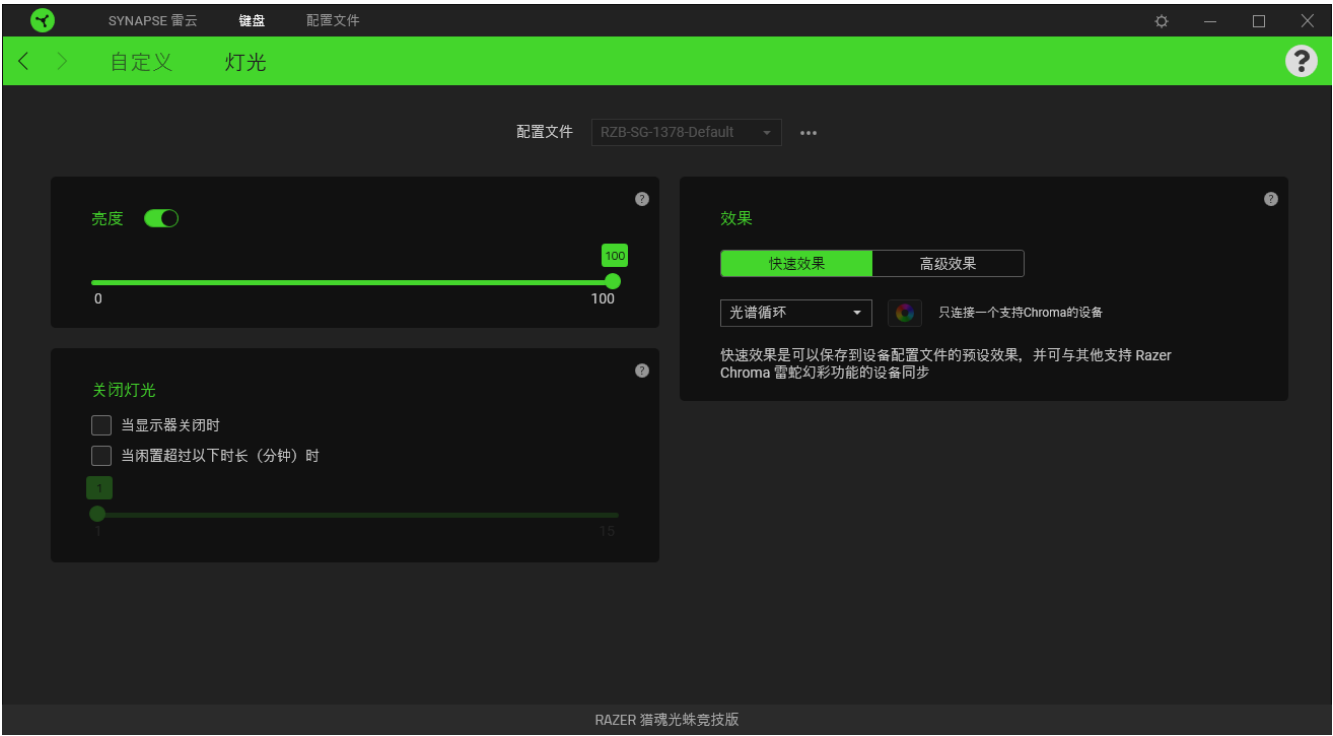 SYNAPSE 雷云 键盘 配置文件
自定义 灯光
配置文件 RZB-SG-1378-Default
亮度
100
0 100
关闭灯光
当显示器关闭时
当闲置超过以下时长（分钟）时
1
1 15
效果
快速效果 高级效果
光谱循环 只连接一个支持Chroma的设备
快速效果是可以保存到设备配置文件的预设效果，并可与其他支持 Razer
Chroma 雷蛇幻彩功能的设备同步
RAZER 猎魂光蛛竞技版